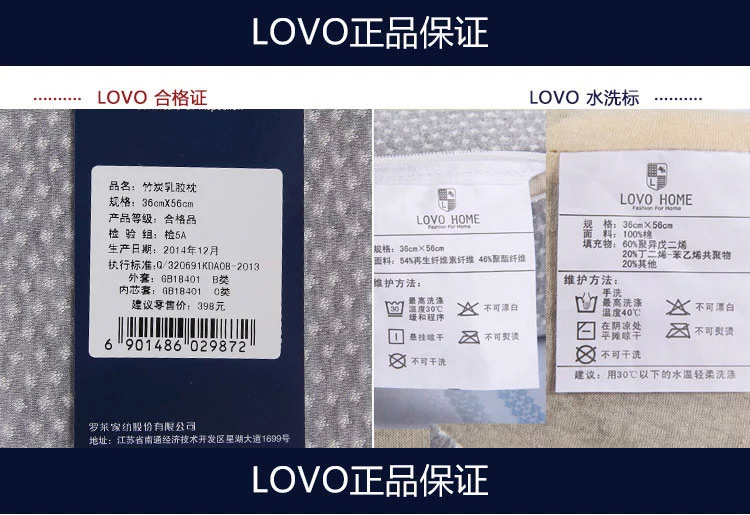 LOVO正品保证
LOVO 合格证
LOVO 水洗标
品名: 竹炭乳胶枕
规格: 36cmX56cm
产品等级: 合格品
检 验 组: 检5A
生产日期: 2014年12月
执行标准:Q/320691KDA08-2013
外套: GB18401 B类
内芯套: GB18401 C类
建议零售价: 398元
6 901486 029872
罗莱家纺股份有限公司
地址: 江苏省南通经济技术开发区星湖大道1699号
LOVO HOME
Fashion For Home
规格: 36cm×56cm
面料: 54%再生纤维素纤维 46%聚酯纤维
维护方法:
30
最高洗涤
温度30℃
缓和程序
不可漂白
悬挂晾干
不可熨烫
不可干洗
L
LOVO HOME
Fashion For Home
规 格: 36cm×56cm
面 料: 100%棉
填充物: 60%聚异戊二烯
20%丁二烯-苯乙烯共聚物
20%其他
维护方法:
手洗
最高洗涤
温度40℃
不可漂白
在阴凉处
平摊晾干
不可熨烫
不可干洗
建议: 用30℃以下的水温轻柔洗涤
LOVO正品保证